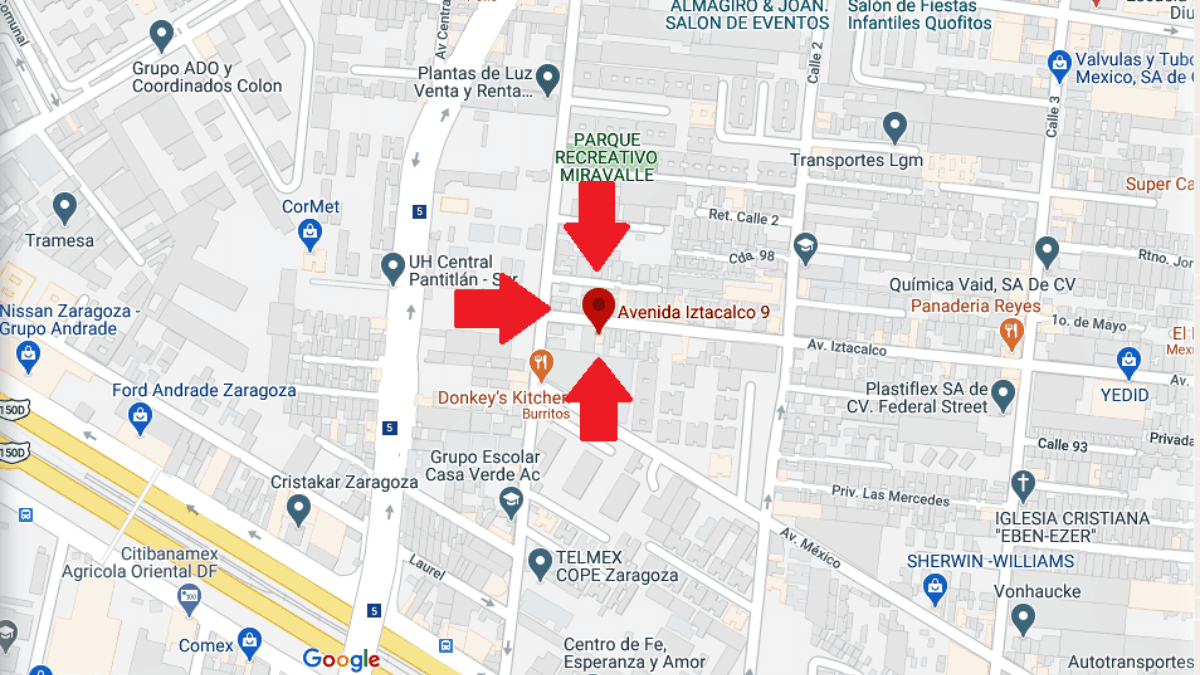 ALMAGIRO & JOAN.
SALON DE EVENTOS
Salón de Fiestas
Infantiles Quofitos
Av Central
Calle 2
Grupo ADO y
Coordinados Colon
Plantas de Luz
Venta y Renta...
Valvulas y Tubo
Mexico, SA de
Calle 3
PARQUE
RECREATIVO
MIRAVALLE
Transportes Lgm
Super Ca
CorMet
5
Ret. Calle 2
Tramesa
Cda. 98
UH Central
Pantitlán - Sur
Rtno. Jor
Química Vaid, SA De CV
Panaderia Reyes
Nissan Zaragoza -
Grupo Andrade
Avenida Iztacalco 9
1o. de Mayo
Av. Iztacalco
Av.
Ford Andrade Zaragoza
Donkey's Kitchen
Burritos
Plastiflex SA de
CV. Federal Street
YEDID
150D
5
150D
Calle 93
Privada
Grupo Escolar
Casa Verde Ac
Cristakar Zaragoza
Priv. Las Mercedes
IGLESIA CRISTIANA
"EBEN-EZER"
Av. México
Citibanamex
Agricola Oriental DF
Laurel
TELMEX
COPE Zaragoza
SHERWIN -WILLIAMS
Vonhaucke
5
Comex
Google
Centro de Fe,
Esperanza y Amor
Autotransportes